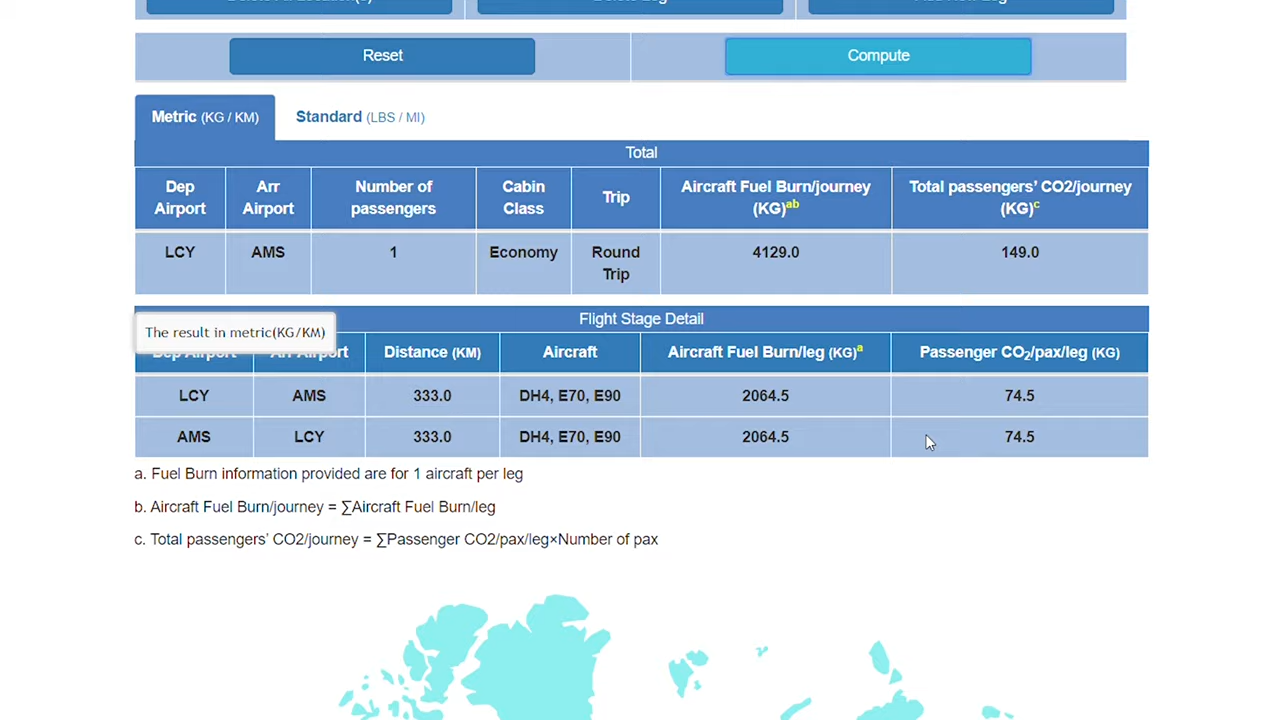 Reset Compute
Metric (KG / KM) Standard (LBS / MI)
Total
Dep Airport Arr Airport Number of passengers Cabin Class Trip Aircraft Fuel Burn/journey (KG)ab Total passengers' CO2/journey (KG)c
LCY AMS 1 Economy Round Trip 4129.0 149.0
Flight Stage Detail
The result in metric(KG/KM)
Dep Airport Arr Airport Distance (KM) Aircraft Aircraft Fuel Burn/leg (KG)a Passenger CO2/pax/leg (KG)
LCY AMS 333.0 DH4, E70, E90 2064.5 74.5
AMS LCY 333.0 DH4, E70, E90 2064.5 74.5
a. Fuel Burn information provided are for 1 aircraft per leg
b. Aircraft Fuel Burn/journey = ∑Aircraft Fuel Burn/leg
c. Total passengers' CO2/journey = ∑Passenger CO2/pax/leg×Number of pax